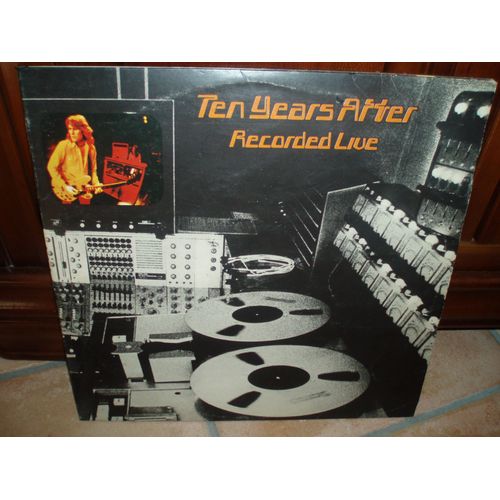 Ten Years After
Recorded Live